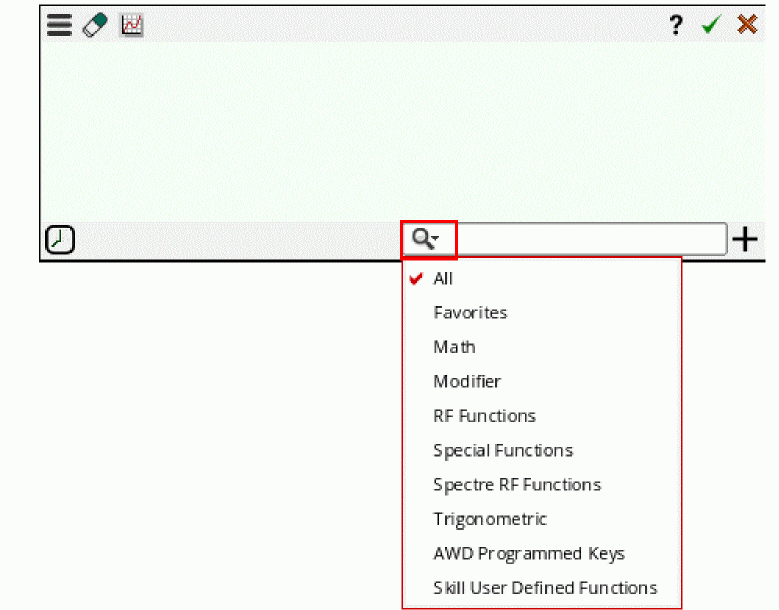 ?
All
Favorites
Math
Modifier
RF Functions
Special Functions
Spectre RF Functions
Trigonometric
AWD Programmed Keys
Skill User Defined Functions